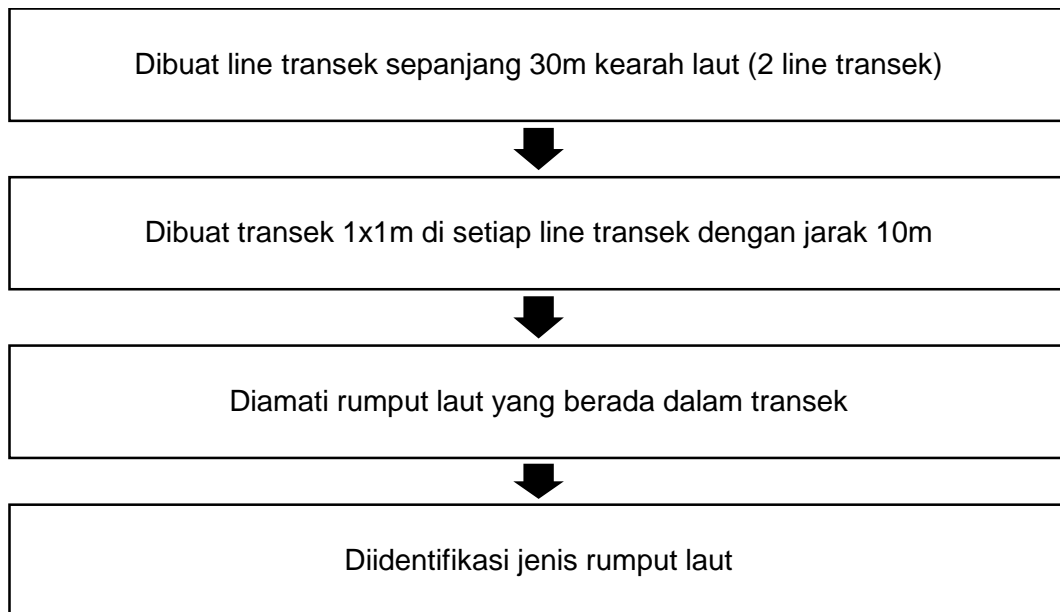 Dibuat line transek sepanjang 30m kearah laut (2 line transek)
Dibuat transek 1x1m di setiap line transek dengan jarak 10m
Diamati rumput laut yang berada dalam transek
Diidentifikasi jenis rumput laut